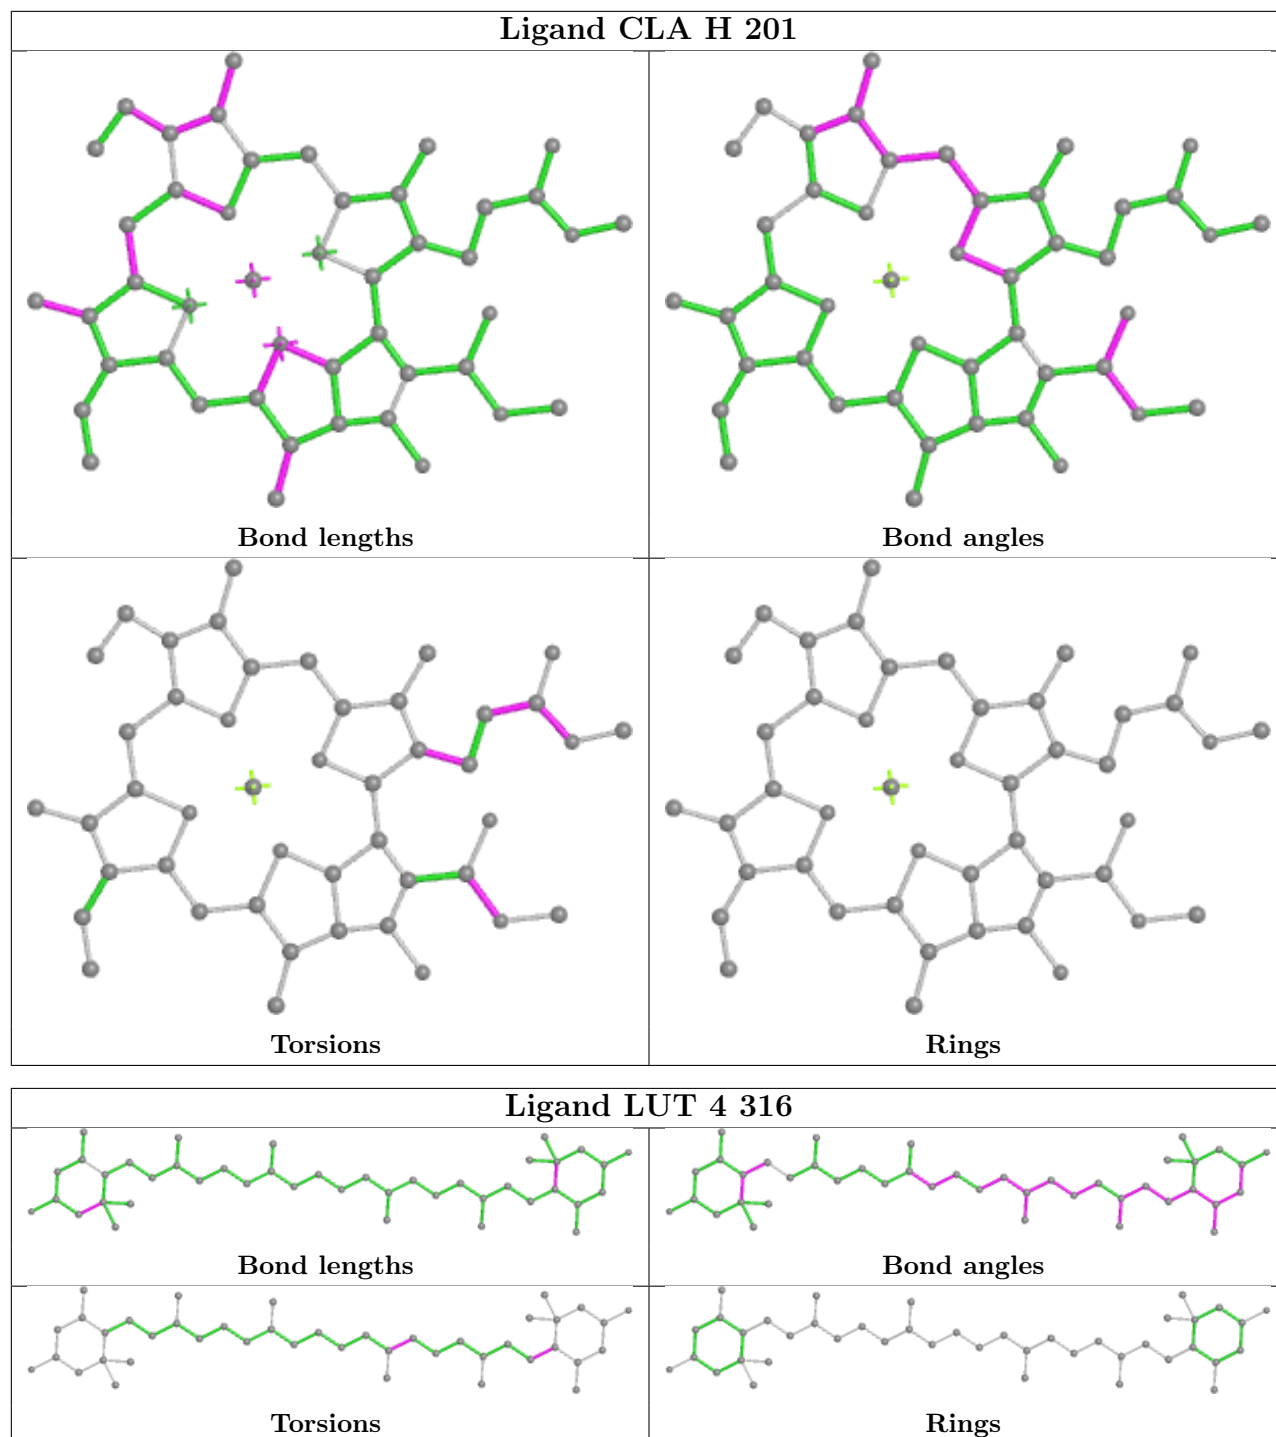 Ligand CLA H 201
Bond lengths
Bond angles
Torsions
Rings
Ligand LUT 4 316
Bond lengths
Bond angles
Torsions
Rings